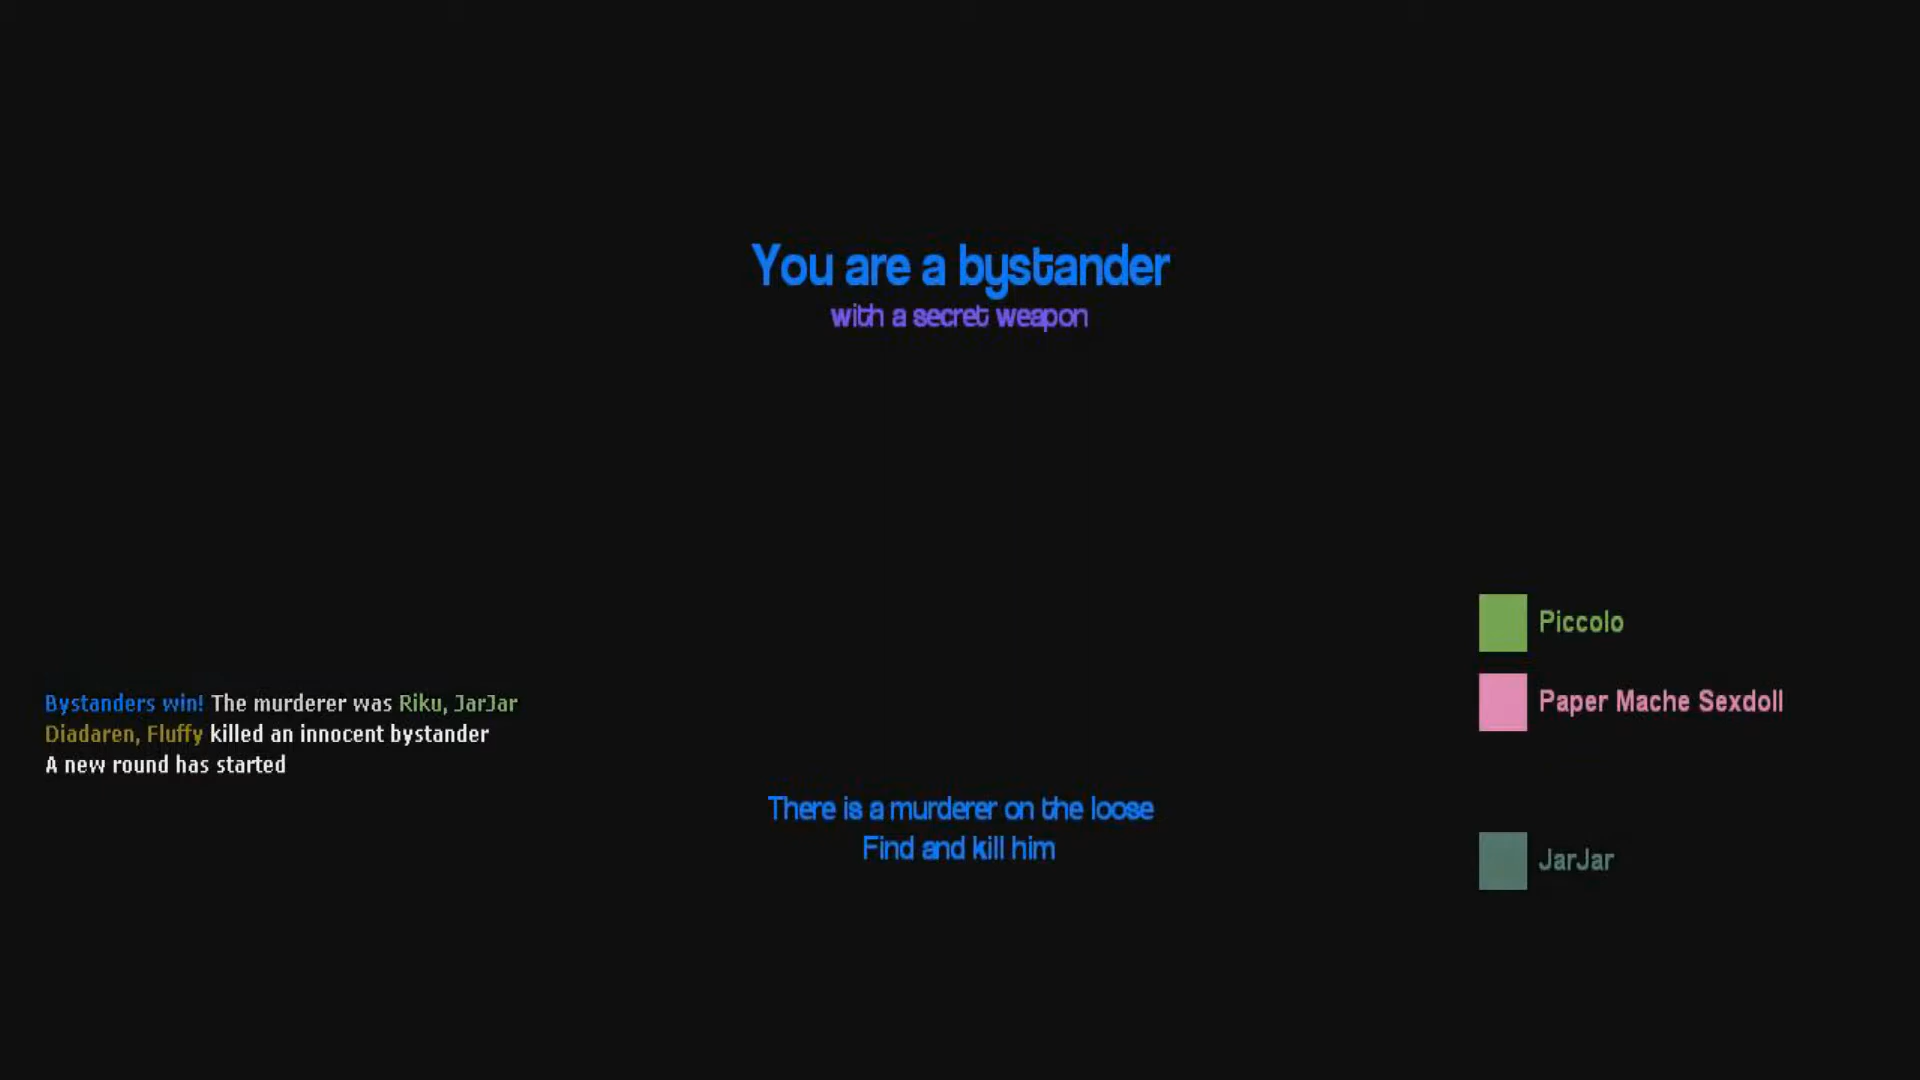 You are a bystander
with a secret weapon
Piccolo
Paper Mache Sexdoll
Bystanders win! The murderer was Riku, JarJar
Diadaren, Fluffy killed an innocent bystander
A new round has started
There is a murderer on the loose
Find and kill him
JarJar